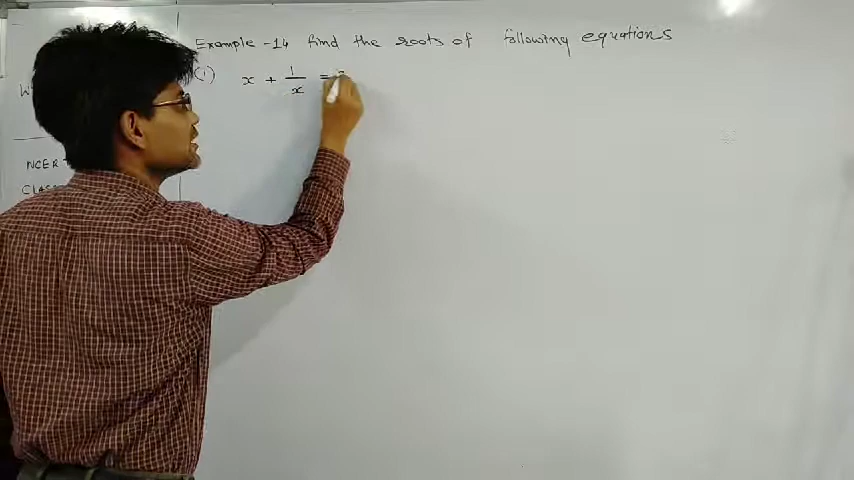 Example -14 find the roots of following equations
(i) x + 1/x =
NCER
CLAS